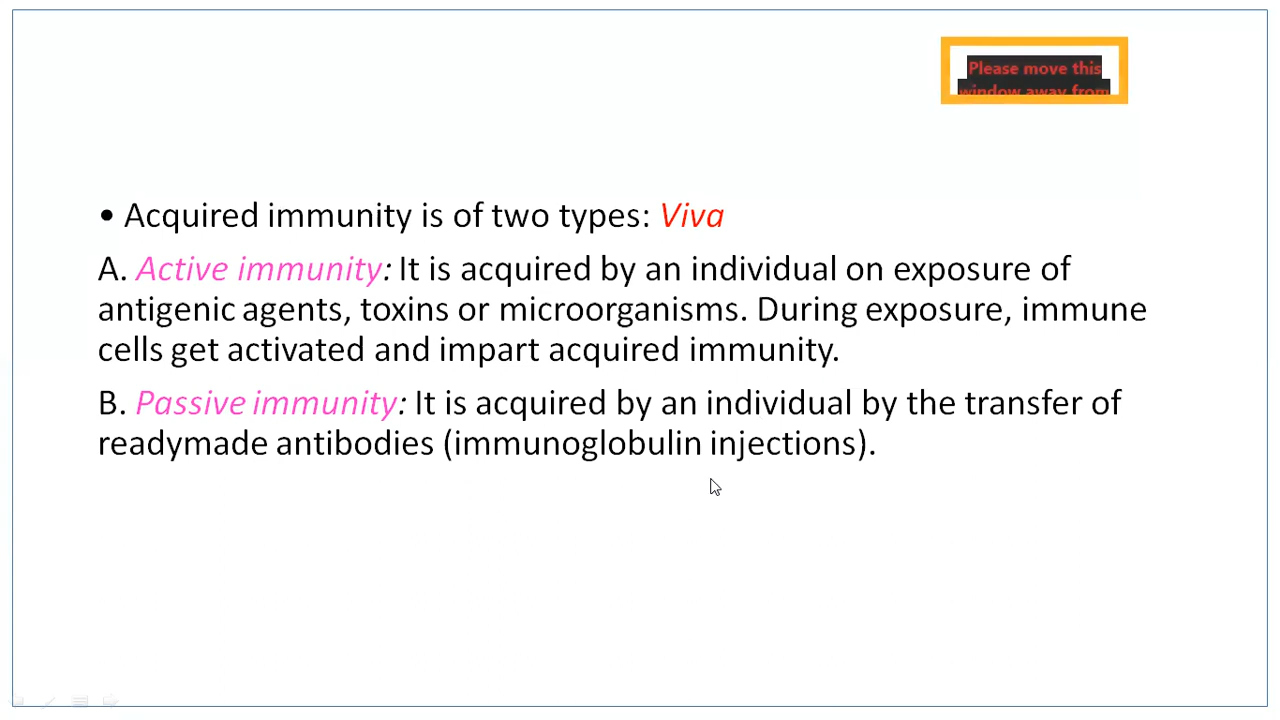 Please move this
window away from
• Acquired immunity is of two types: Viva
A. Active immunity: It is acquired by an individual on exposure of
antigenic agents, toxins or microorganisms. During exposure, immune
cells get activated and impart acquired immunity.
B. Passive immunity: It is acquired by an individual by the transfer of
readymade antibodies (immunoglobulin injections).